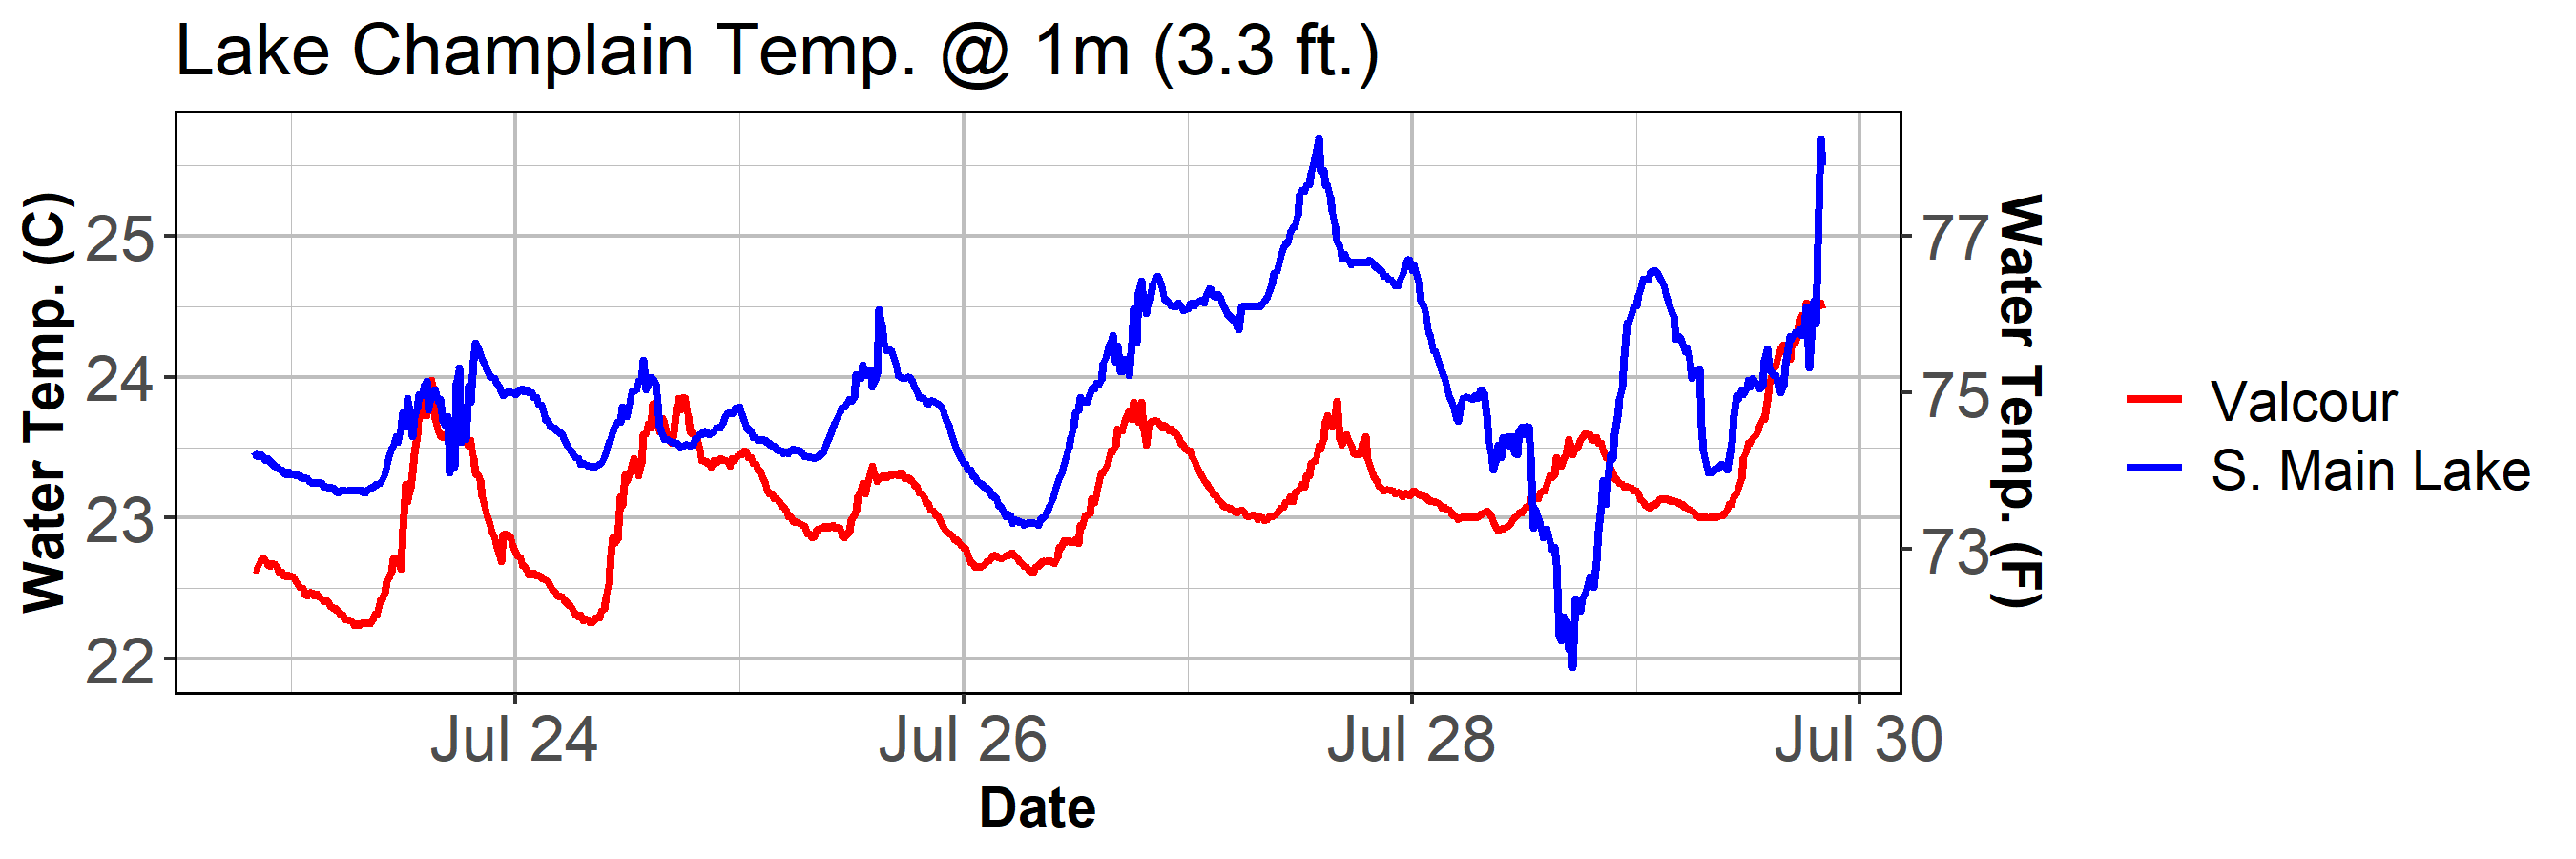 Lake Champlain Temp. @ 1m (3.3 ft.)
Water Temp. (C)
25
24
23
22
77
75
73
Water Temp. (F)
Jul 24
Jul 26
Jul 28
Jul 30
Date
Valcour
S. Main Lake